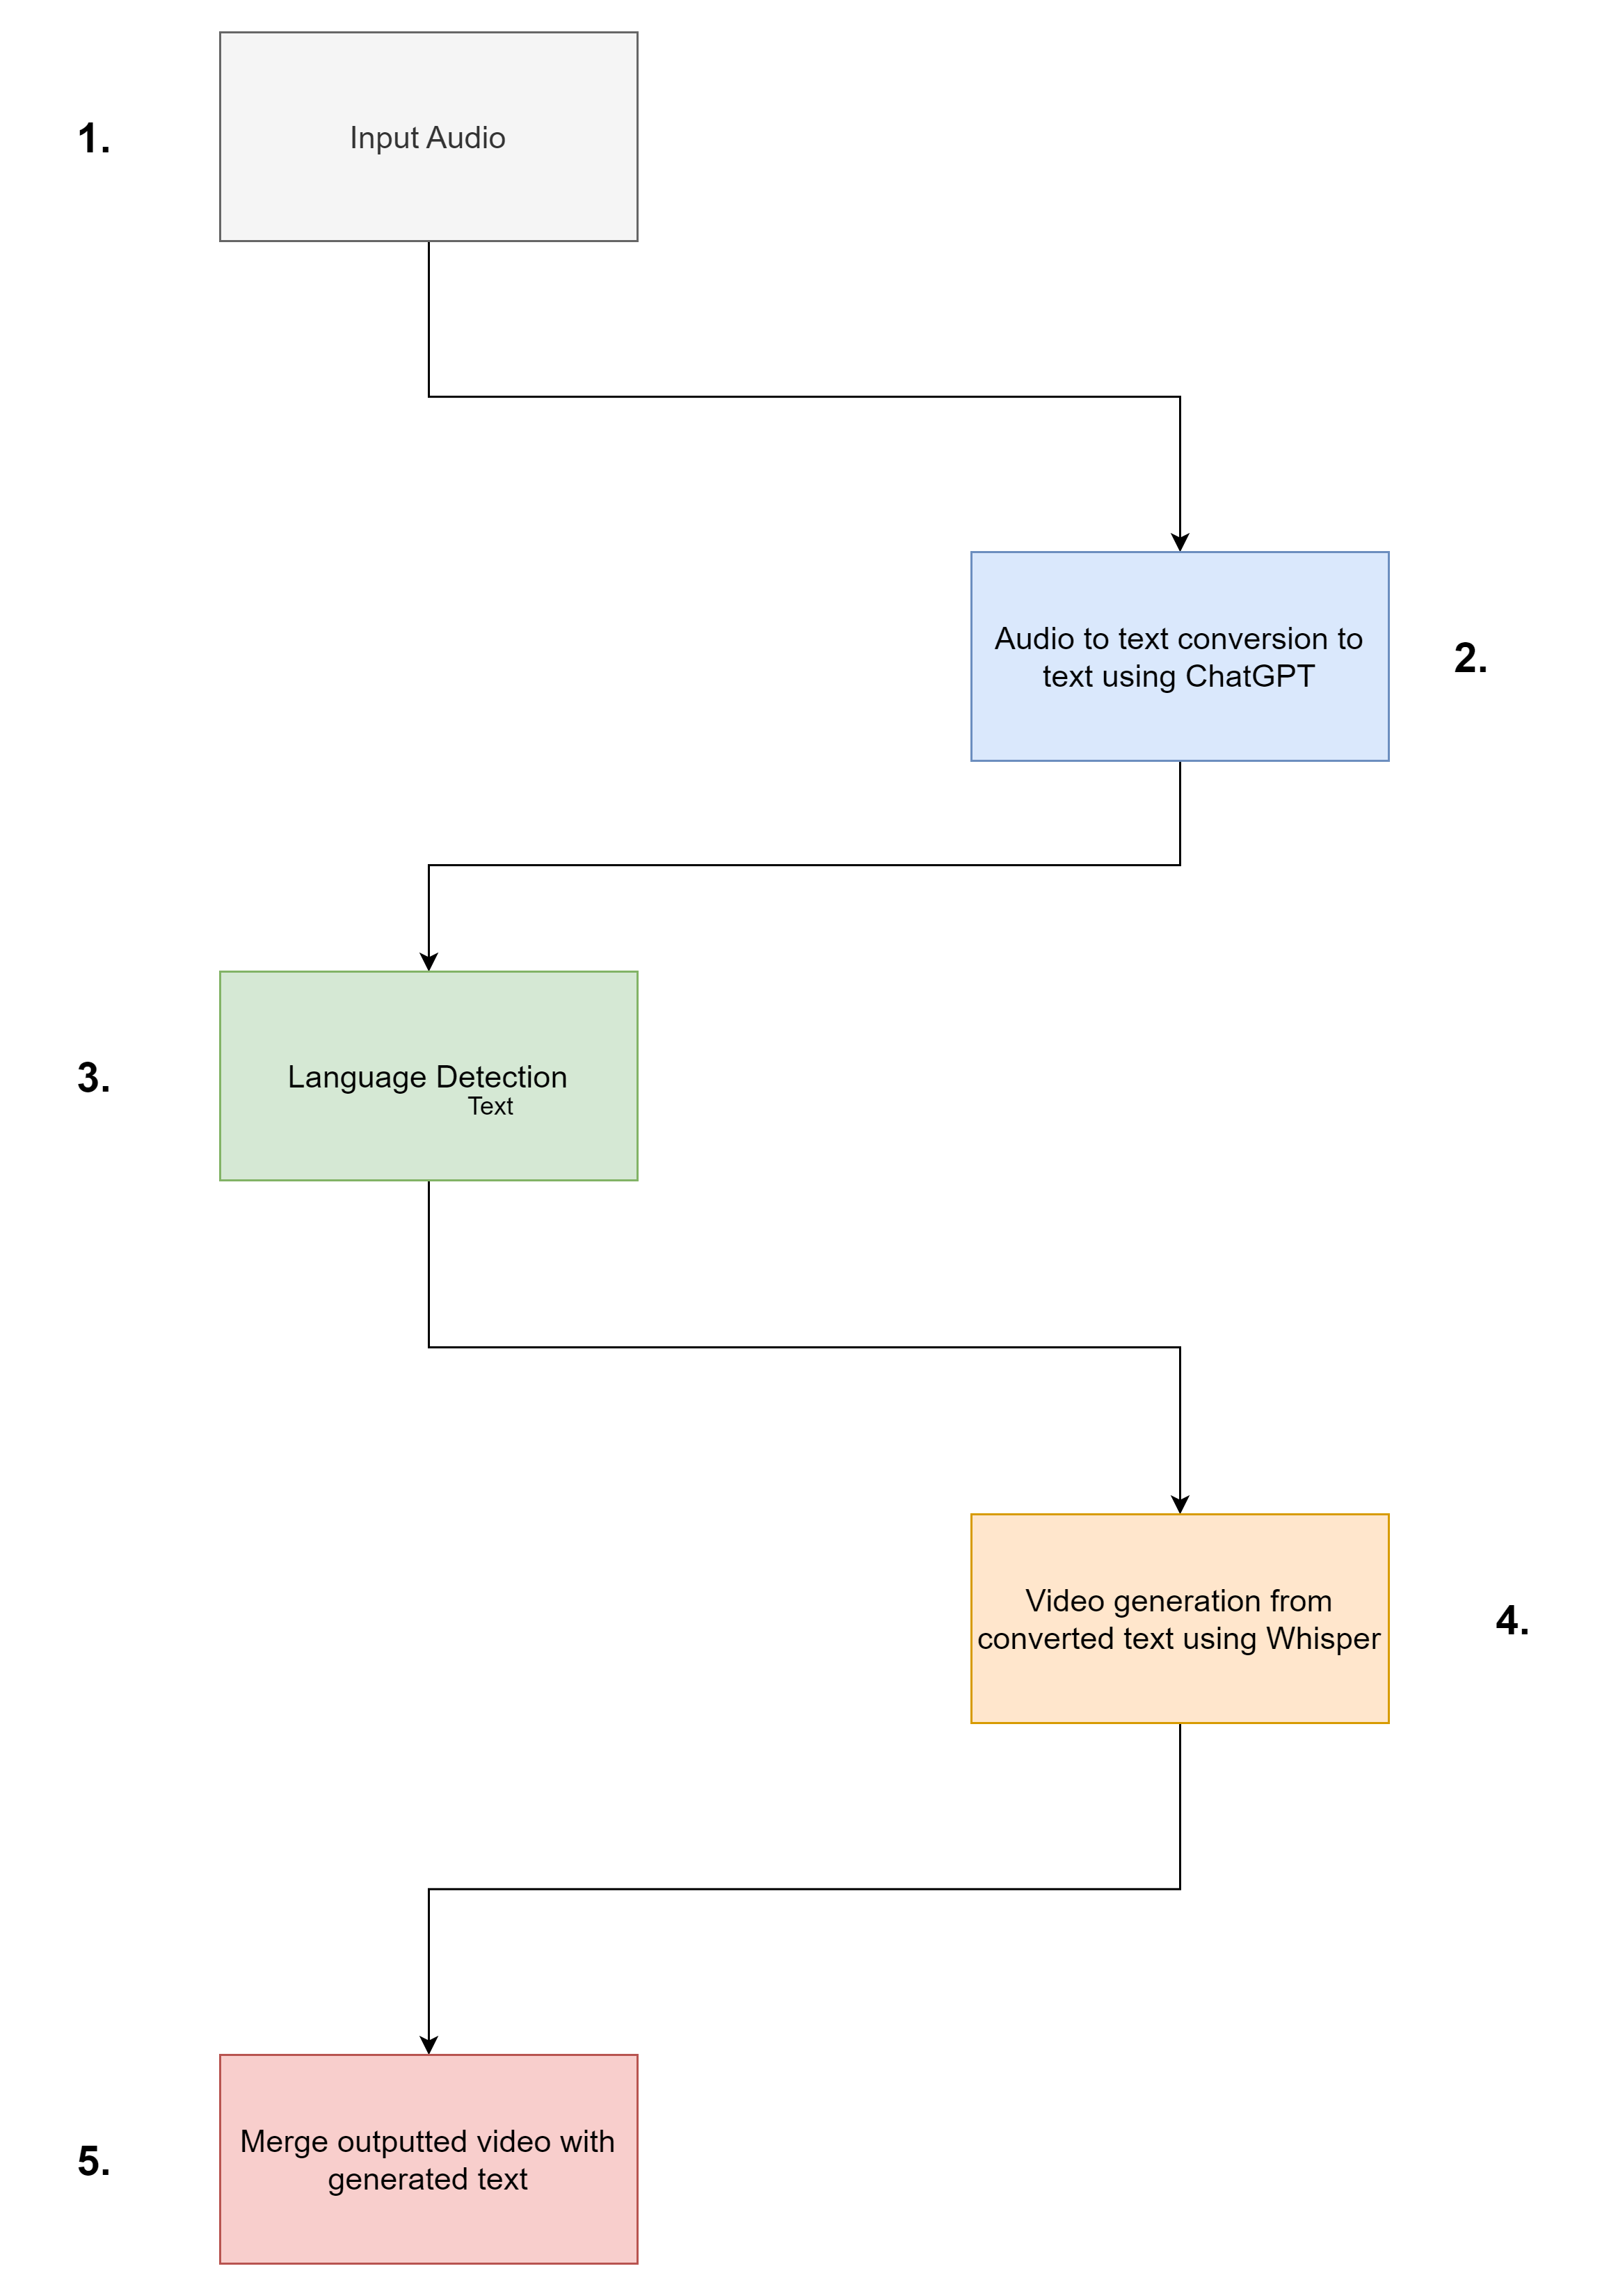 1.
Input Audio
Audio to text conversion to
text using ChatGPT
2.
3.
Language Detection
Text
Video generation from
converted text using Whisper
4.
5.
Merge outputted video with
generated text